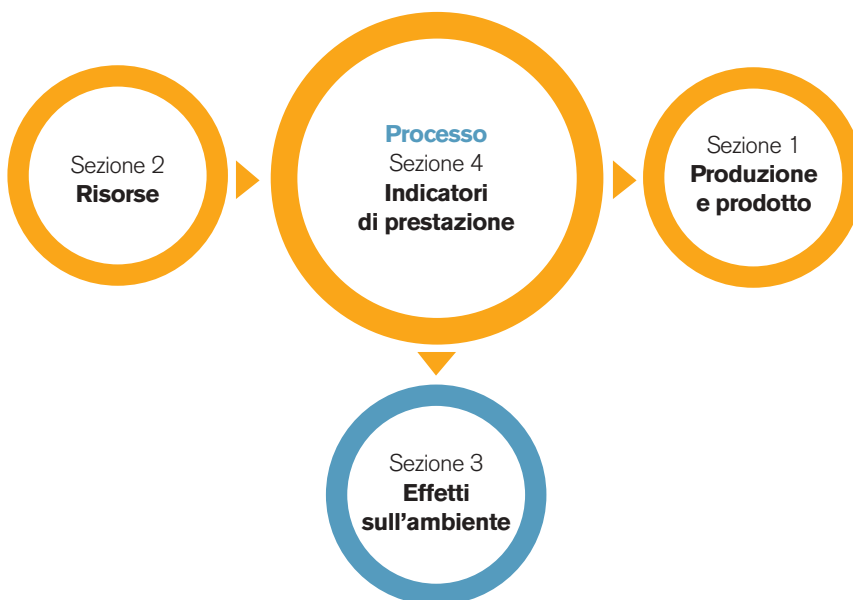 Sezione 2
Risorse
Processo
Sezione 4
Indicatori
di prestazione
Sezione 1
Produzione
e prodotto
Sezione 3
Effetti
sull’ambiente